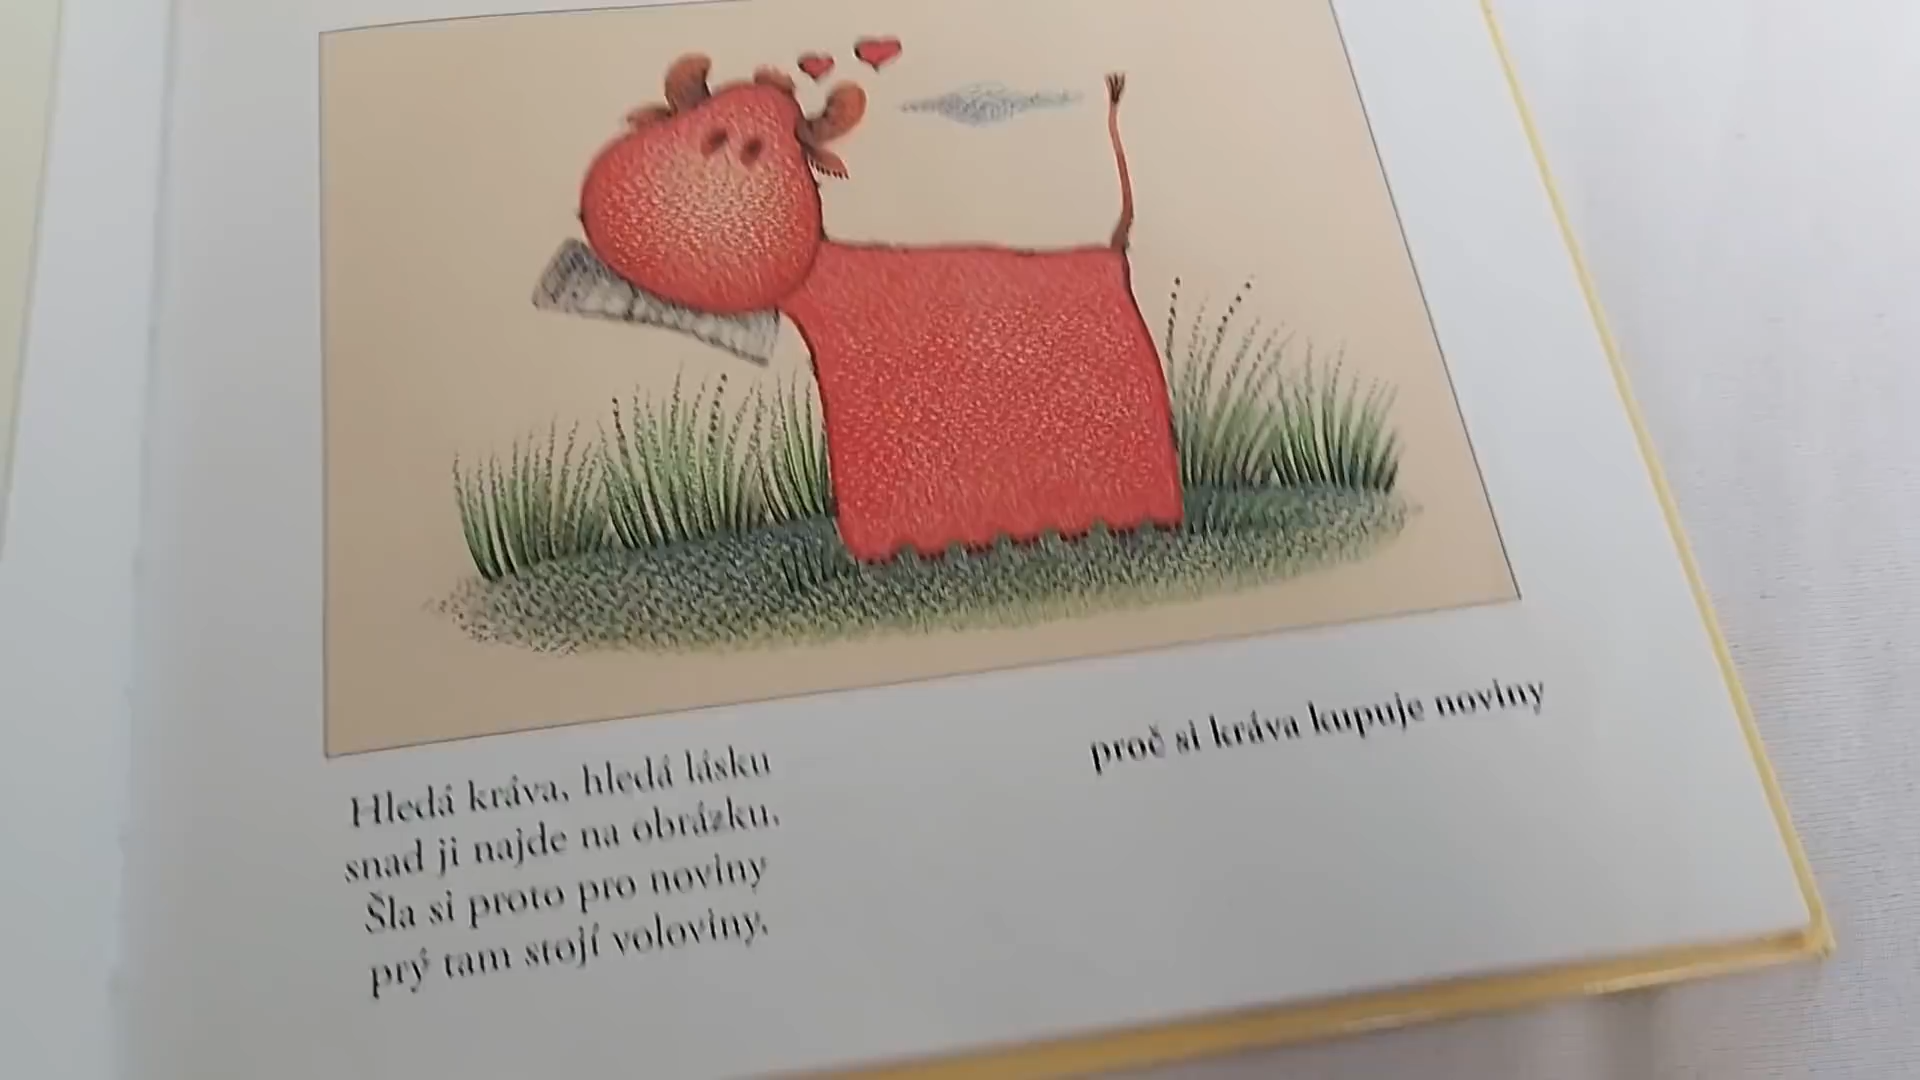 proč si kráva kupuje noviny
Hledá kráva, hledá lásku
snad ji najde na obrázku.
Šla si proto pro noviny
prý tam stojí voloviny.